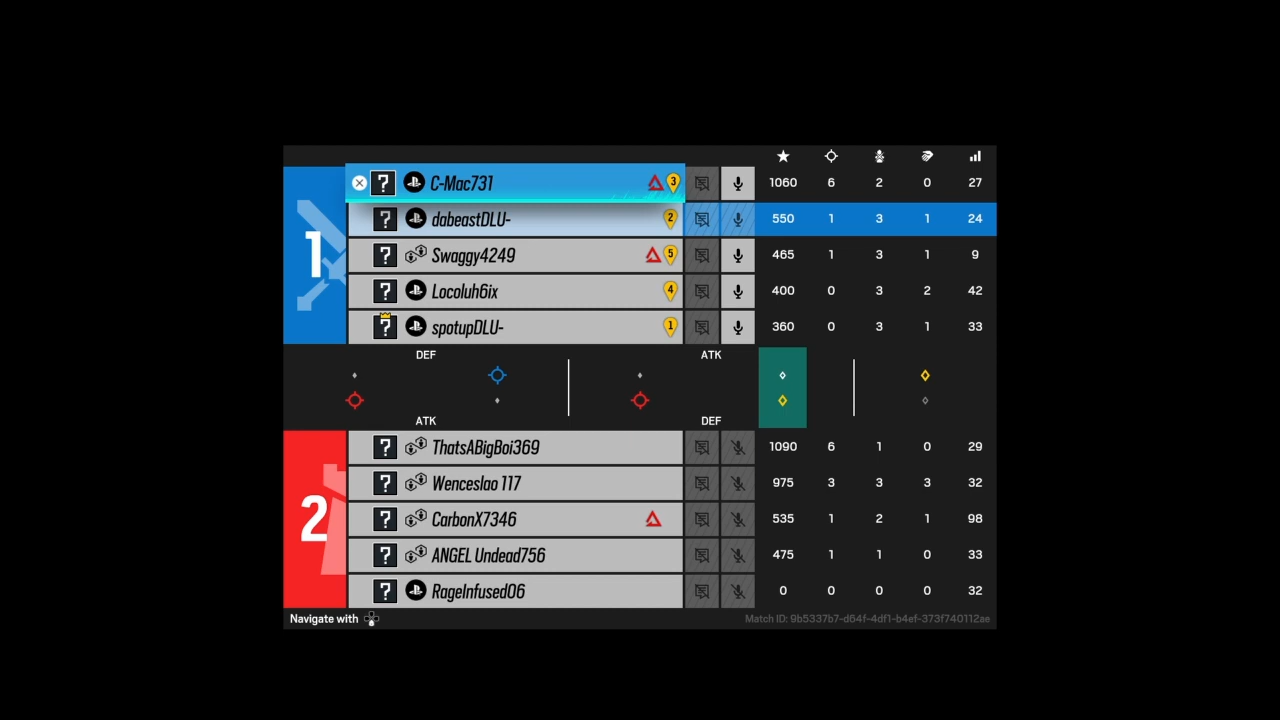 C-Mac731 3 1060 6 2 0 27
dabeastDLU- 2 550 1 3 1 24
1
Swaggy4249 5 465 1 3 1 9
Locoluh6ix 4 400 0 3 2 42
spotupDLU- 1 360 0 3 1 33
DEF ATK
ATK DEF
ThatsABigBoi369 1090 6 1 0 29
Wenceslao 117 975 3 3 3 32
2
CarbonX7346 535 1 2 1 98
ANGEL Undead756 475 1 1 0 33
RageInfused06 0 0 0 0 32
Navigate with Match ID: 9b5337b7-d64f-4df1-b4ef-373f740112ae